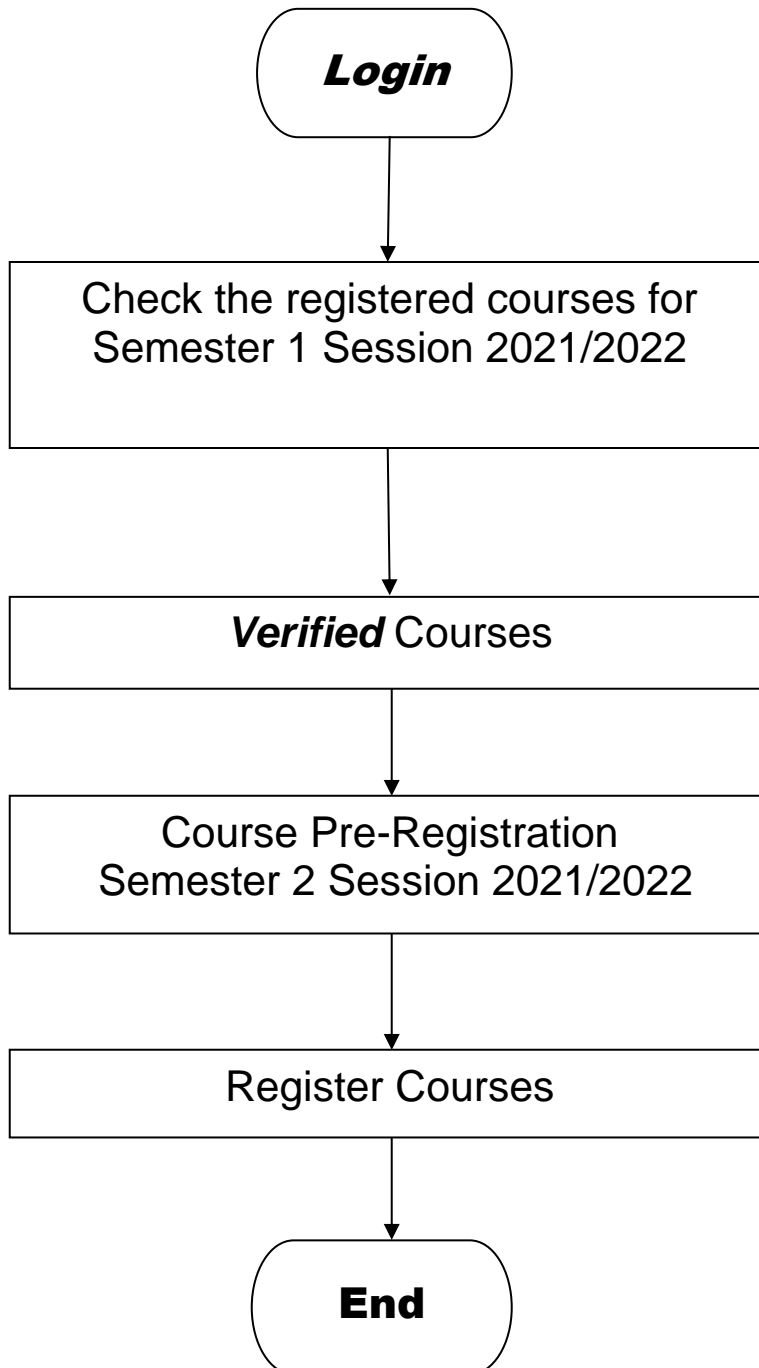 Login
Check the registered courses for
Semester 1 Session 2021/2022
Verified Courses
Course Pre-Registration
Semester 2 Session 2021/2022
Register Courses
End